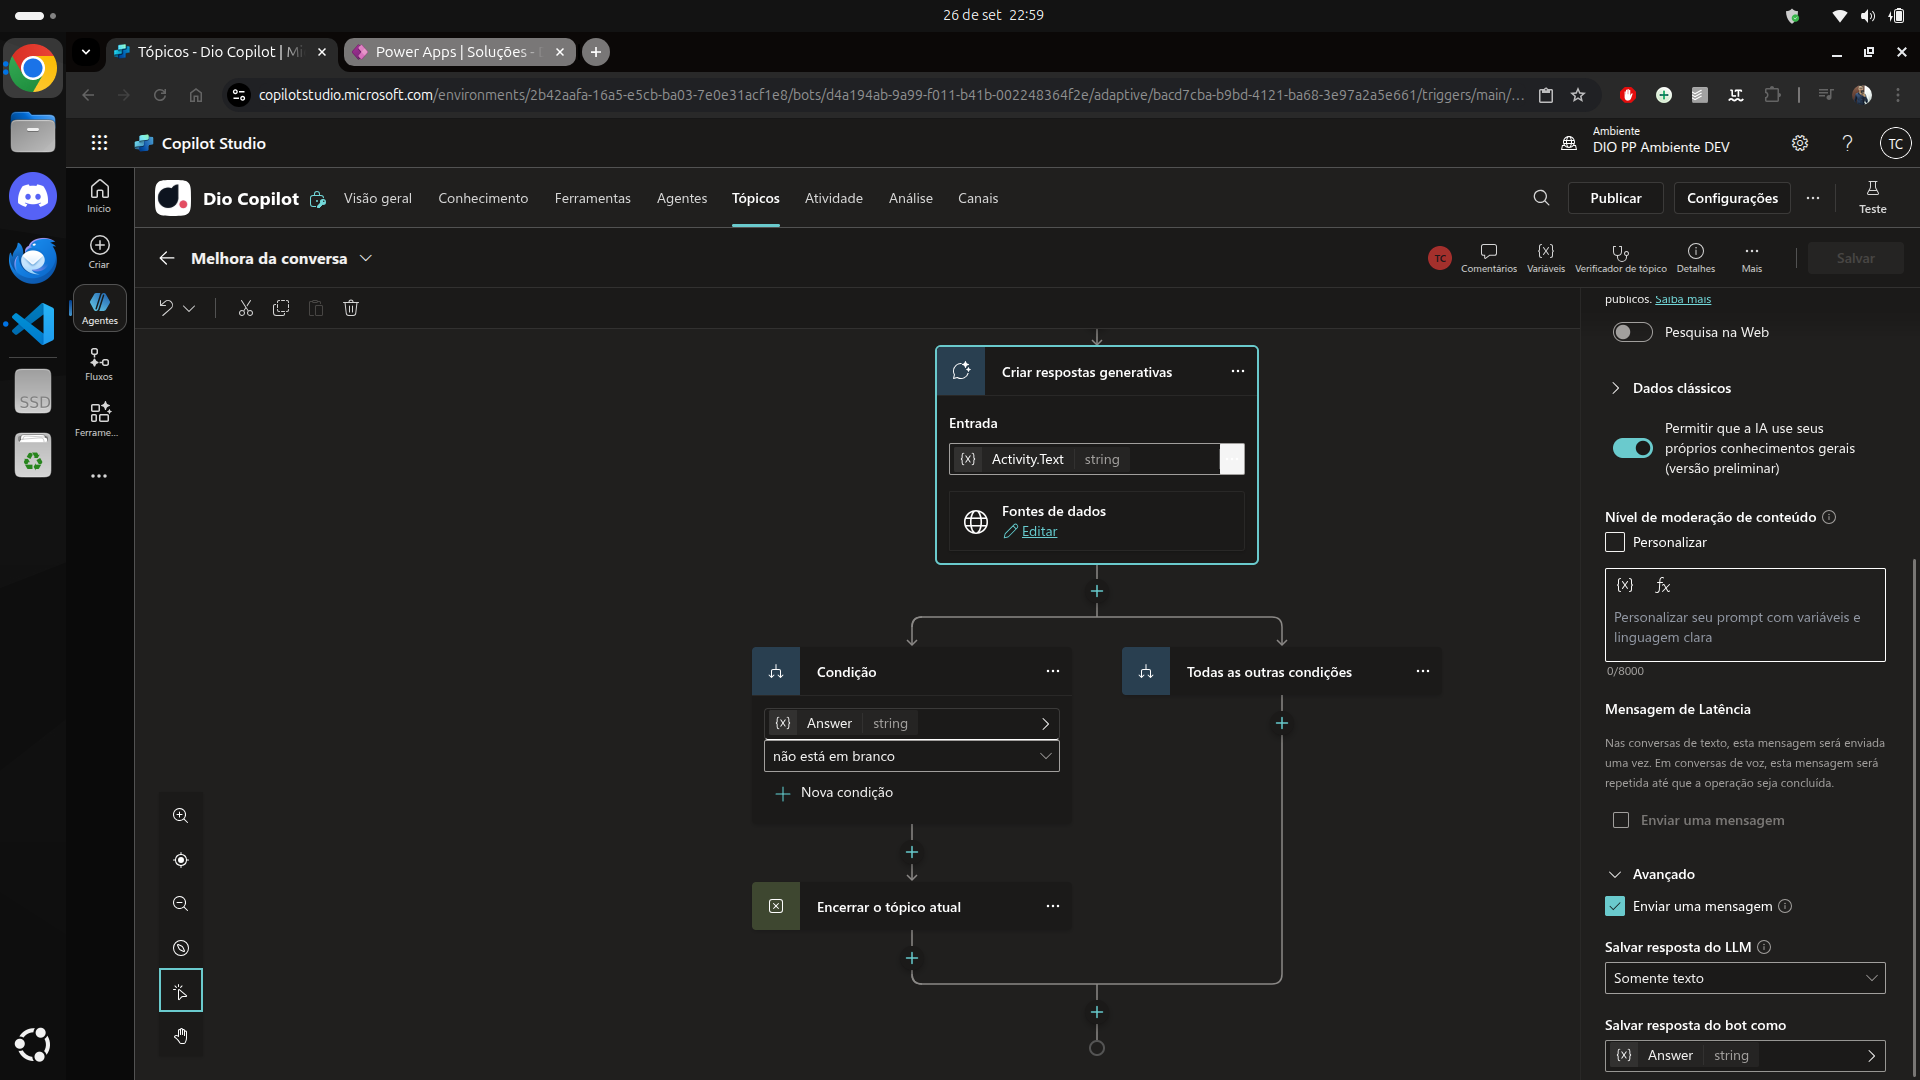 26 de set 22:59
Tópicos - Dio Copilot | Mi
Power Apps | Soluções - D
copilotstudio.microsoft.com/environments/2b42aafa-16a5-e5cb-ba03-7e0e31acf1e8/bots/d4a194ab-9a99-f011-b41b-002248364f2e/adaptive/bacd7cba-b9bd-4121-ba68-3e97a2a5e661/triggers/main/...
Copilot Studio
Ambiente
DIO PP Ambiente DEV
TC
Início
Criar
Agentes
Fluxos
Ferrame...
SSD
Dio Copilot
Visão geral
Conhecimento
Ferramentas
Agentes
Tópicos
Atividade
Análise
Canais
Publicar
Configurações
Teste
Melhora da conversa
TC
Comentários
Variáveis
Verificador de tópico
Detalhes
Mais
Salvar
Criar respostas generativas
Entrada
{x} Activity.Text string
Fontes de dados
Editar
Condição
{x} Answer string
não está em branco
Nova condição
Todas as outras condições
Encerrar o tópico atual
públicos. Saiba mais
Pesquisa na Web
Dados clássicos
Permitir que a IA use seus
próprios conhecimentos gerais
(versão preliminar)
Nível de moderação de conteúdo
Personalizar
{x} fx
Personalizar seu prompt com variáveis e
linguagem clara
0/8000
Mensagem de Latência
Nas conversas de texto, esta mensagem será enviada
uma vez. Em conversas de voz, esta mensagem será
repetida até que a operação seja concluída.
Enviar uma mensagem
Avançado
Enviar uma mensagem
Salvar resposta do LLM
Somente texto
Salvar resposta do bot como
{x} Answer string